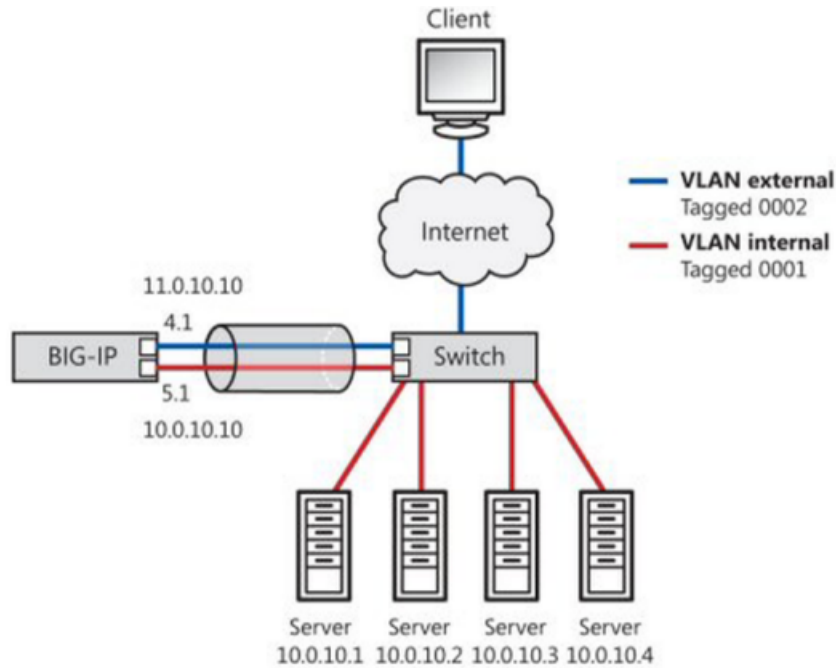 Client
VLAN external
Tagged 0002
VLAN internal
Tagged 0001
Internet
11.0.10.10
4.1
BIG-IP
Switch
5.1
10.0.10.10
Server
10.0.10.1
Server
10.0.10.2
Server
10.0.10.3
Server
10.0.10.4